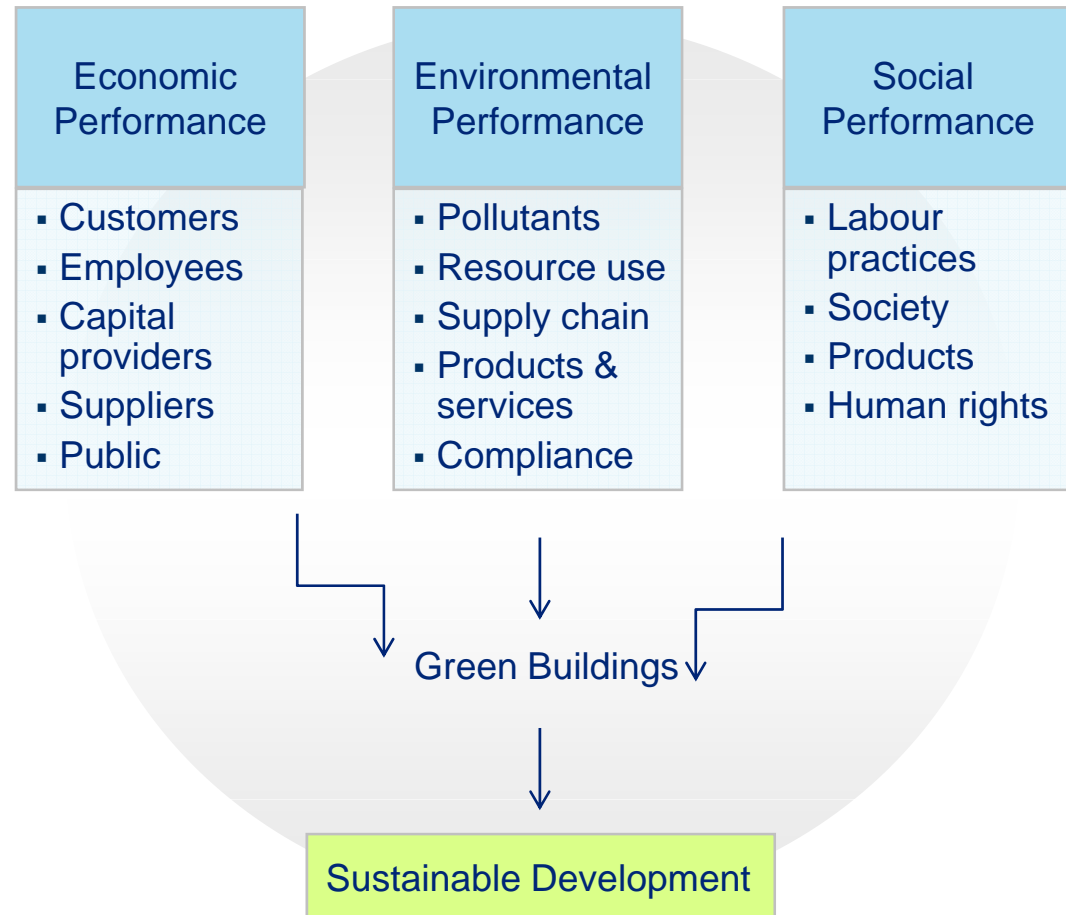 Economic
Performance
▪ Customers
▪ Employees
▪ Capital
providers
▪ Suppliers
▪ Public
Environmental
Performance
▪ Pollutants
▪ Resource use
▪ Supply chain
▪ Products &
services
▪ Compliance
Social
Performance
▪ Labour
practices
▪ Society
▪ Products
▪ Human rights
Green Buildings
Sustainable Development